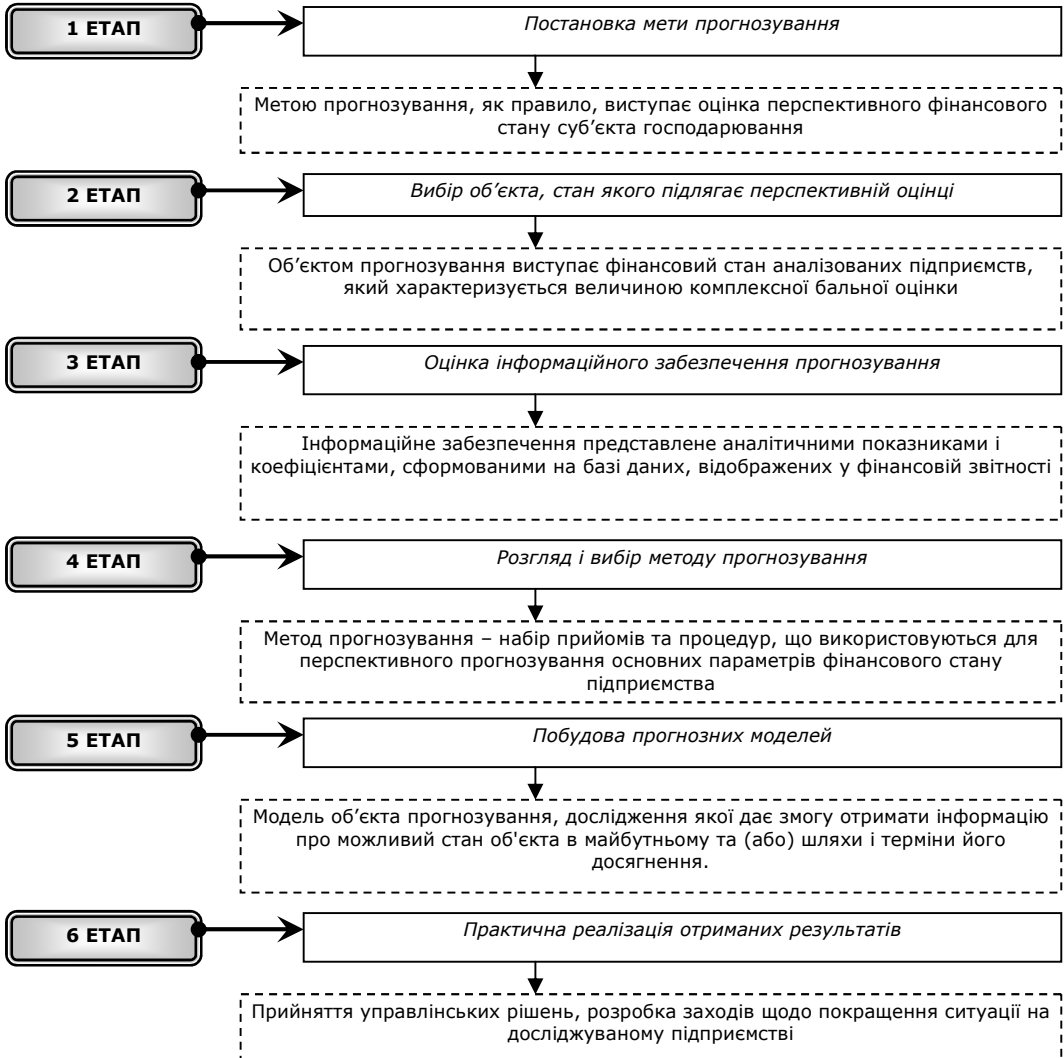 1 ЕТАП
Постановка мети прогнозування
Метою прогнозування, як правило, виступає оцінка перспективного фінансового
стану суб’єкта господарювання
2 ЕТАП
Вибір об’єкта, стан якого підлягає перспективній оцінці
Об’єктом прогнозування виступає фінансовий стан аналізованих підприємств,
який характеризується величиною комплексної бальної оцінки
3 ЕТАП
Оцінка інформаційного забезпечення прогнозування
Інформаційне забезпечення представлене аналітичними показниками і
коефіцієнтами, сформованими на базі даних, відображених у фінансовій звітності
4 ЕТАП
Розгляд і вибір методу прогнозування
Метод прогнозування – набір прийомів та процедур, що використовуються для
перспективного прогнозування основних параметрів фінансового стану
підприємства
5 ЕТАП
Побудова прогнозних моделей
Модель об’єкта прогнозування, дослідження якої дає змогу отримати інформацію
про можливий стан об'єкта в майбутньому та (або) шляхи і терміни його
досягнення.
6 ЕТАП
Практична реалізація отриманих результатів
Прийняття управлінських рішень, розробка заходів щодо покращення ситуації на
досліджуваному підприємстві